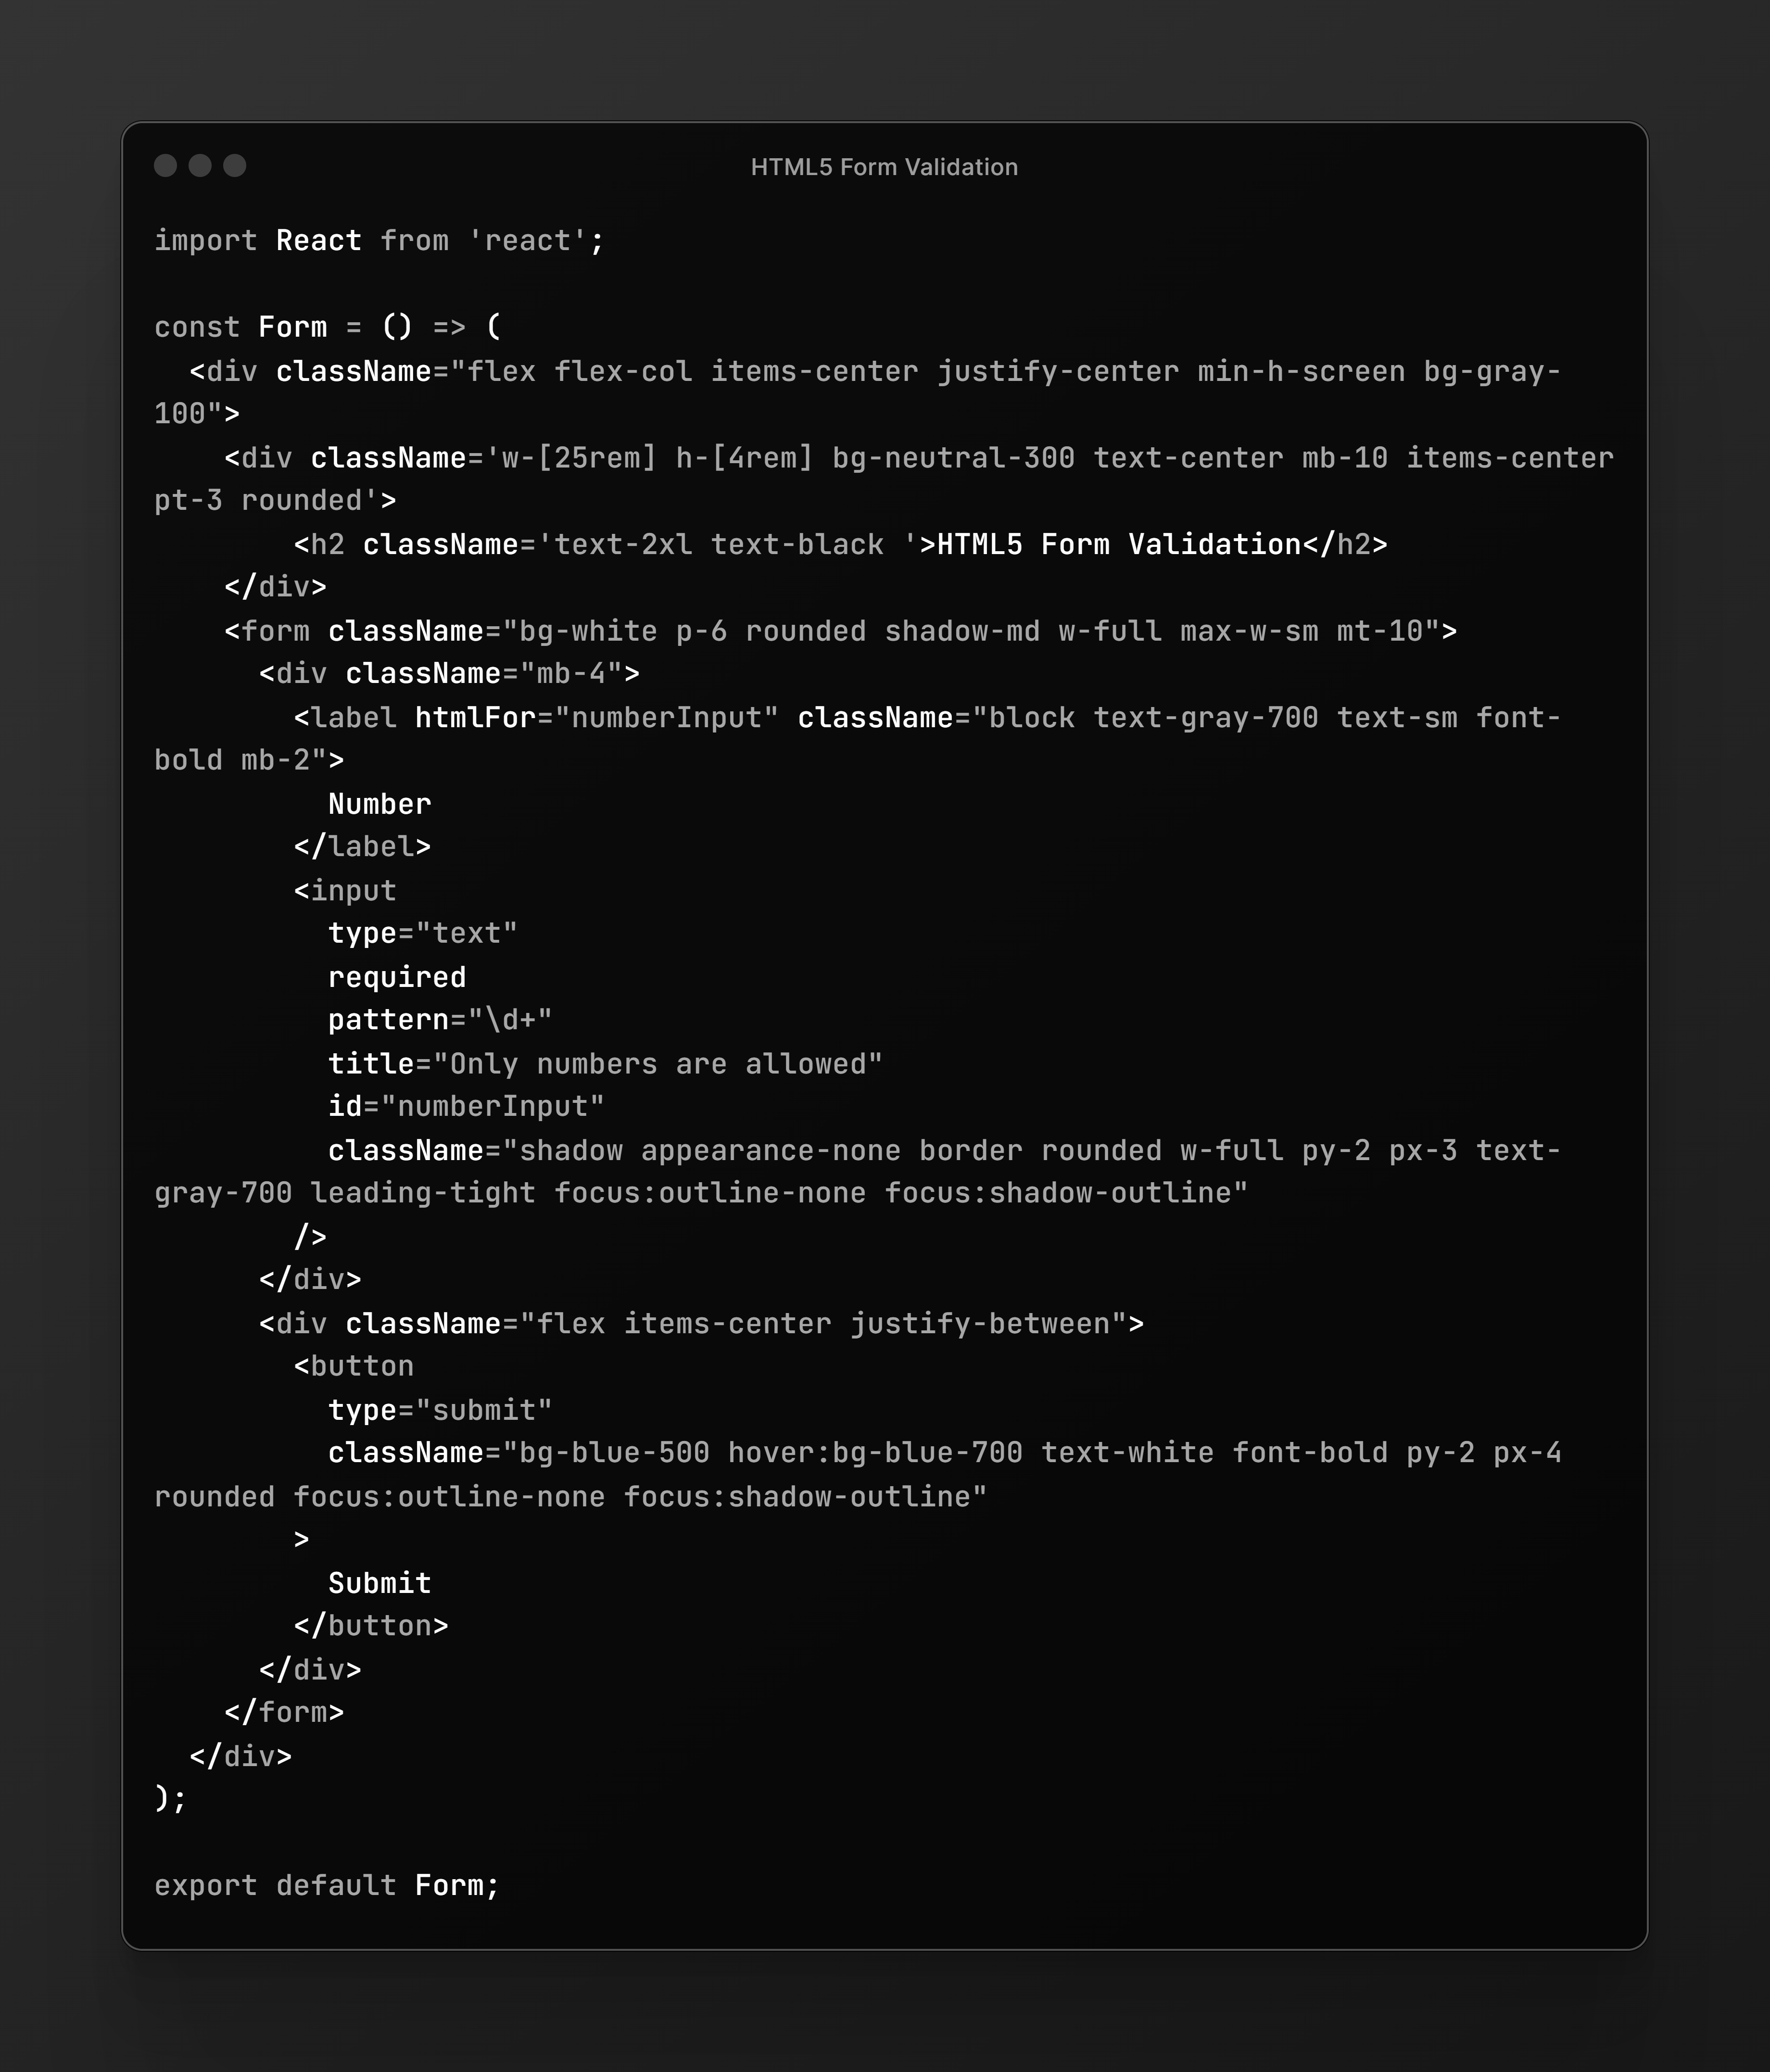 HTML5 Form Validation
import React from 'react';

const Form = () => (
  <div className="flex flex-col items-center justify-center min-h-screen bg-gray-
100">
    <div className='w-[25rem] h-[4rem] bg-neutral-300 text-center mb-10 items-center
pt-3 rounded'>
        <h2 className='text-2xl text-black '>HTML5 Form Validation</h2>
    </div>
    <form className="bg-white p-6 rounded shadow-md w-full max-w-sm mt-10">
      <div className="mb-4">
        <label htmlFor="numberInput" className="block text-gray-700 text-sm font-
bold mb-2">
          Number
        </label>
        <input
          type="text"
          required
          pattern="\d+"
          title="Only numbers are allowed"
          id="numberInput"
          className="shadow appearance-none border rounded w-full py-2 px-3 text-
gray-700 leading-tight focus:outline-none focus:shadow-outline"
        />
      </div>
      <div className="flex items-center justify-between">
        <button
          type="submit"
          className="bg-blue-500 hover:bg-blue-700 text-white font-bold py-2 px-4
rounded focus:outline-none focus:shadow-outline"
        >
          Submit
        </button>
      </div>
    </form>
  </div>
);

export default Form;